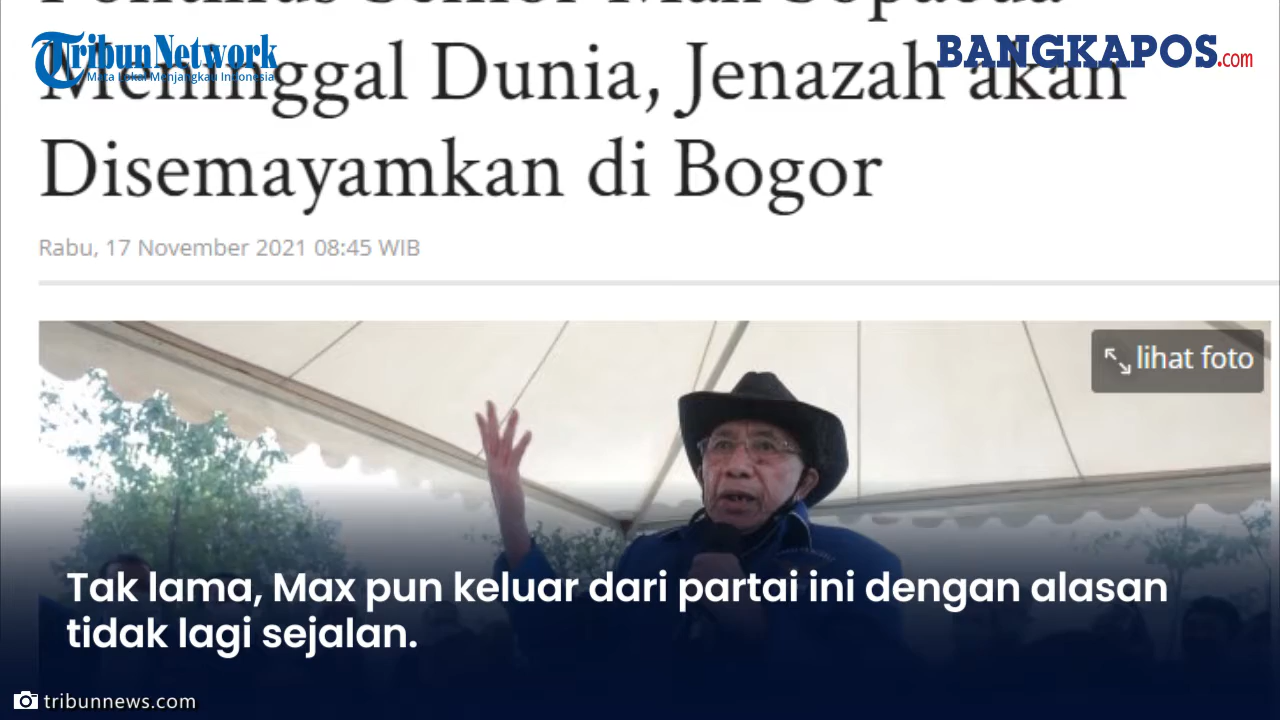 TribunNetwork
Mata Lokal Menjangkau Indonesia
BANGKAPOS.com
Meninggal Dunia, Jenazah akan
Disemayamkan di Bogor
Rabu, 17 November 2021 08:45 WIB
lihat foto
Tak lama, Max pun keluar dari partai ini dengan alasan
tidak lagi sejalan.
tribunnews.com